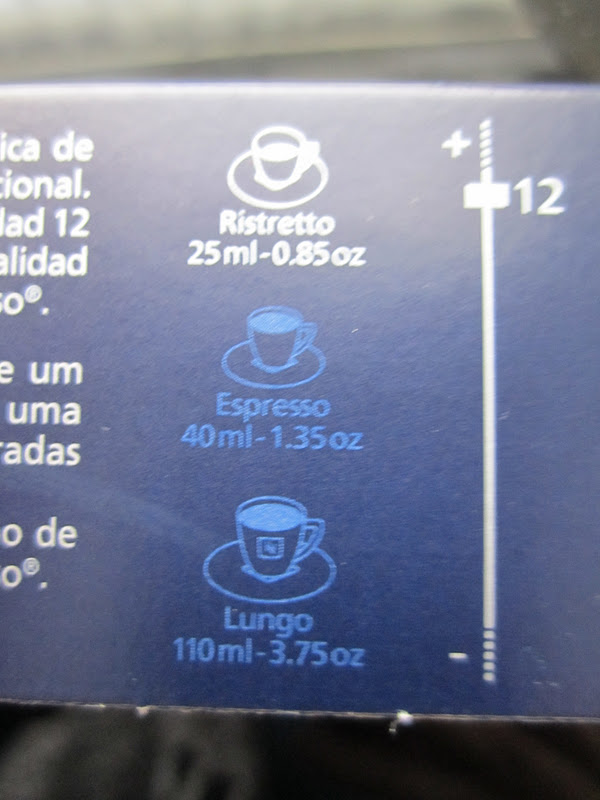 ica de
cional.
dad 12
alidad
so®.
e um
uma
radas
o de
so®.
Ristretto
25ml-0.85oz
Espresso
40ml-1.35oz
Lungo
110ml-3.75oz
+
12
-